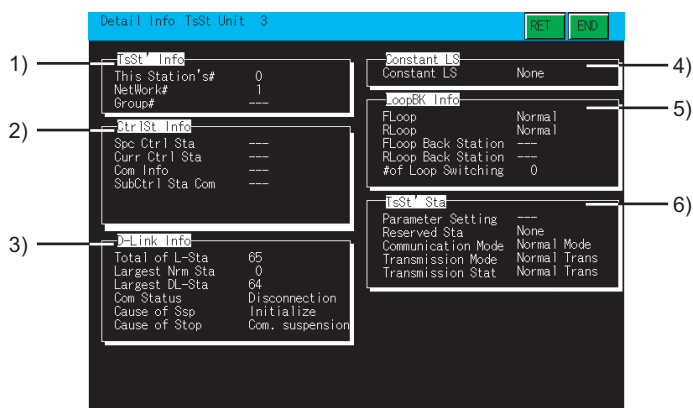 Detail Info TsSt Unit 3
RET END
1)
TsSt' Info
This Station's# 0
NetWork# 1
Group# ---
2)
CtrlSt Info
Spc Ctrl Sta ---
Curr Ctrl Sta ---
Com Info ---
SubCtrl Sta Com ---
3)
D-Link Info
Total of L-Sta 65
Largest Nrm Sta 0
Largest DL-Sta 64
Com Status Disconnection
Cause of Ssp Initialize
Cause of Stop Com. suspension
Constant LS
Constant LS None
4)
LoopBK Info
5)
FLoop Normal
RLoop Normal
FLoop Back Station ---
RLoop Back Station ---
#of Loop Switching 0
TsSt' Sta
6)
Parameter Setting ---
Reserved Sta None
Communication Mode Normal Mode
Transmission Mode Normal Trans
Transmission Stat Normal Trans